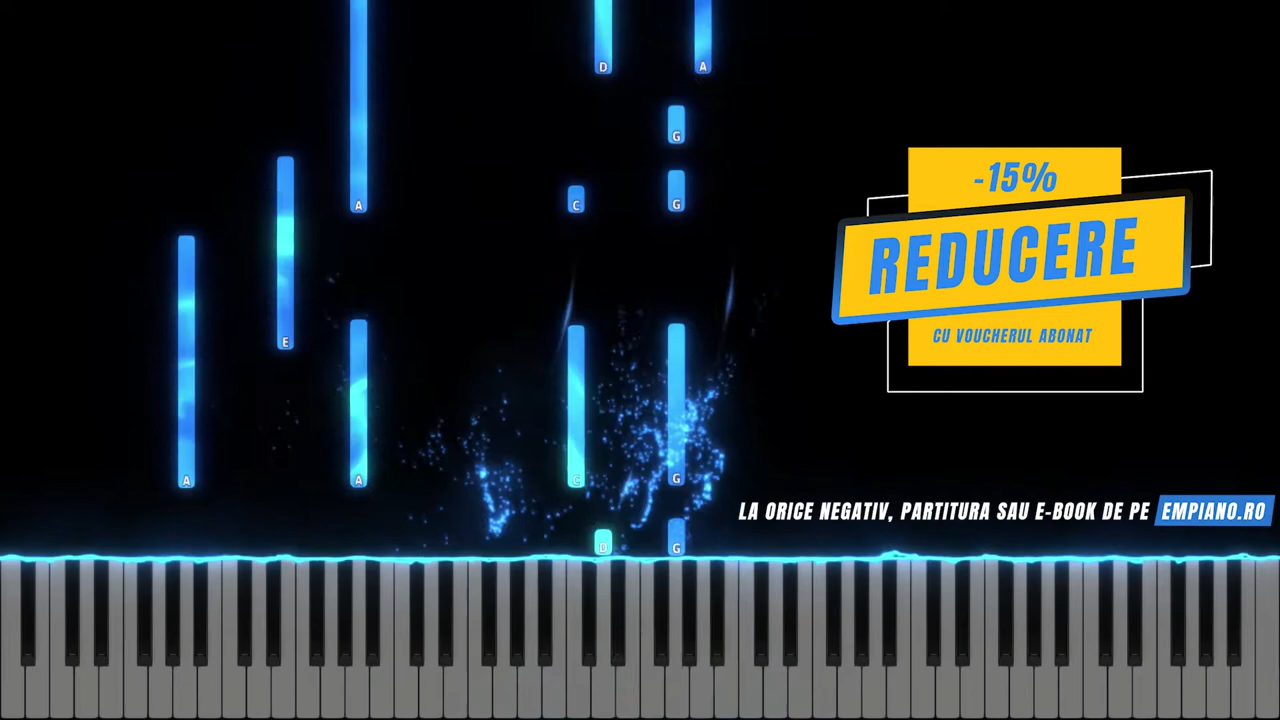 D
A
G
A
C
G
E
A
A
C
G
D
G
-15%
REDUCERE
CU VOUCHERUL ABONAT
LA ORICE NEGATIV, PARTITURA SAU E-BOOK DE PE EMPIANO.RO